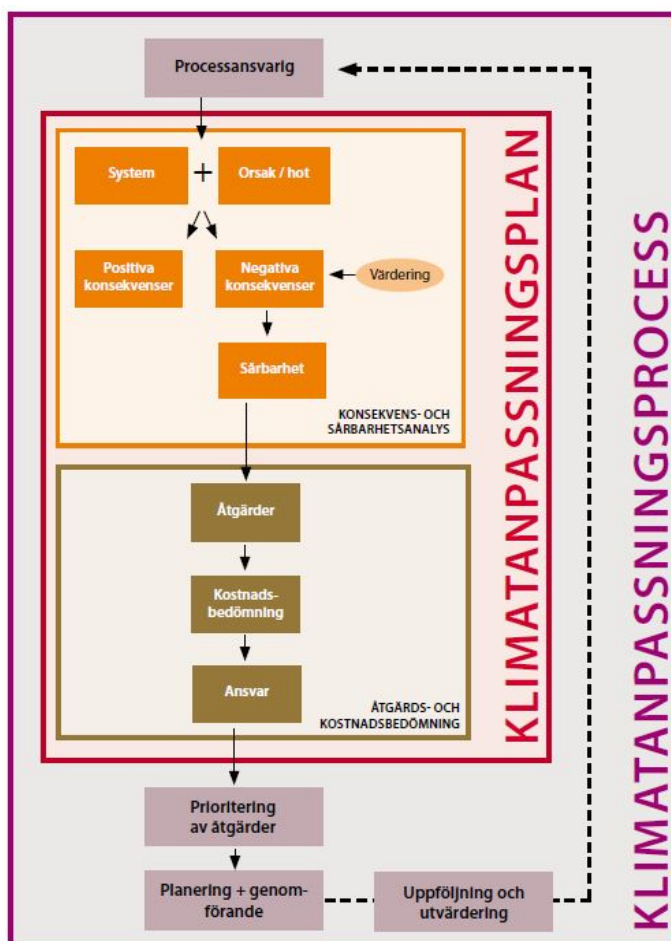 Processansvarig
System
+
Orsak / hot
Positiva
konsekvenser
Negativa
konsekvenser
Värdering
Sårbarhet
KONSEKVENS- OCH
SÅRBARHETSANALYS
Åtgärder
Kostnads-
bedömning
Ansvar
ÅTGÄRDS- OCH
KOSTNADSBEDÖMNING
KLIMATANPASSNINGSPLAN
Prioritering
av åtgärder
Planering + genom-
förande
Uppföljning och
utvärdering
KLIMATANPASSNINGSPROCESS